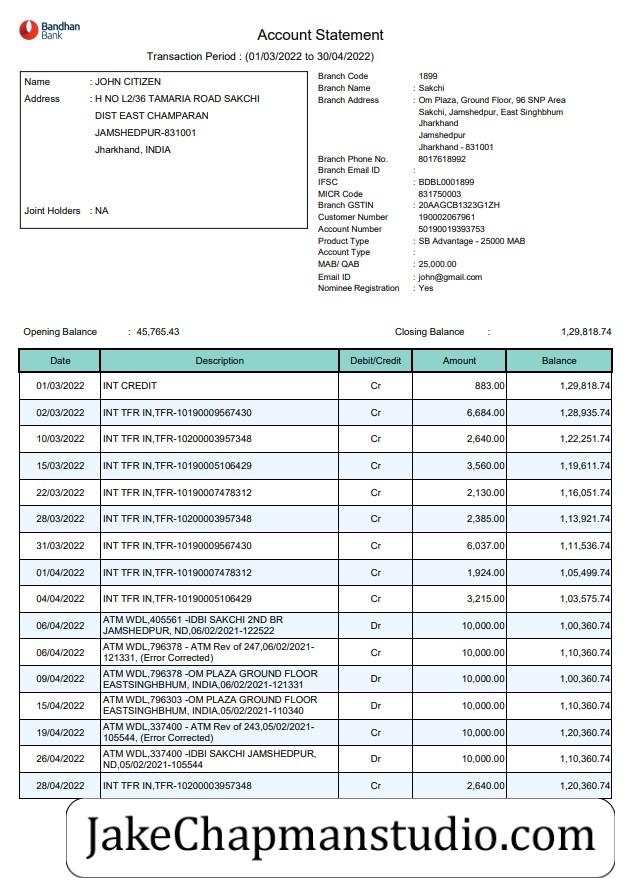 Bandhan
Bank
Account Statement
Transaction Period : (01/03/2022 to 30/04/2022)
Name : JOHN CITIZEN
Address : H NO L2/36 TAMARIA ROAD SAKCHI
DIST EAST CHAMPARAN
JAMSHEDPUR-831001
Jharkhand, INDIA
Joint Holders : NA
Branch Code 1899
Branch Name : Sakchi
Branch Address : Om Plaza, Ground Floor, 96 SNP Area
Sakchi, Jamshedpur, East Singhbhum
Jharkhand
Jamshedpur
Jharkhand - 831001
Branch Phone No. 8017618992
Branch Email ID :
IFSC : BDBL0001899
MICR Code 831750003
Branch GSTIN : 20AAGCB1323G1ZH
Customer Number 190002067961
Account Number 50190019393753
Product Type : SB Advantage - 25000 MAB
Account Type :
MAB/ QAB : 25,000.00
Email ID : john@gmail.com
Nominee Registration : Yes
Opening Balance : 45,765.43 Closing Balance : 1,29,818.74
Date Description Debit/Credit Amount Balance
01/03/2022 INT CREDIT Cr 883.00 1,29,818.74
02/03/2022 INT TFR IN,TFR-10190009567430 Cr 6,684.00 1,28,935.74
10/03/2022 INT TFR IN,TFR-10200003957348 Cr 2,640.00 1,22,251.74
15/03/2022 INT TFR IN,TFR-10190005106429 Cr 3,560.00 1,19,611.74
22/03/2022 INT TFR IN,TFR-10190007478312 Cr 2,130.00 1,16,051.74
28/03/2022 INT TFR IN,TFR-10200003957348 Cr 2,385.00 1,13,921.74
31/03/2022 INT TFR IN,TFR-10190009567430 Cr 6,037.00 1,11,536.74
01/04/2022 INT TFR IN,TFR-10190007478312 Cr 1,924.00 1,05,499.74
04/04/2022 INT TFR IN,TFR-10190005106429 Cr 3,215.00 1,03,575.74
06/04/2022 ATM WDL,405561 -IDBI SAKCHI 2ND BR
JAMSHEDPUR, ND,06/02/2021-122522 Dr 10,000.00 1,00,360.74
06/04/2022 ATM WDL,796378 - ATM Rev of 247,06/02/2021-
121331, (Error Corrected) Cr 10,000.00 1,10,360.74
09/04/2022 ATM WDL,796378 -OM PLAZA GROUND FLOOR
EASTSINGHBHUM, INDIA,06/02/2021-121331 Dr 10,000.00 1,00,360.74
15/04/2022 ATM WDL,796303 -OM PLAZA GROUND FLOOR
EASTSINGHBHUM, INDIA,05/02/2021-110340 Dr 10,000.00 1,10,360.74
19/04/2022 ATM WDL,337400 - ATM Rev of 243,05/02/2021-
105544, (Error Corrected) Cr 10,000.00 1,20,360.74
26/04/2022 ATM WDL,337400 -IDBI SAKCHI JAMSHEDPUR,
ND,05/02/2021-105544 Dr 10,000.00 1,10,360.74
28/04/2022 INT TFR IN,TFR-10200003957348 Cr 2,640.00 1,20,360.74
JakeChapmanstudio.com